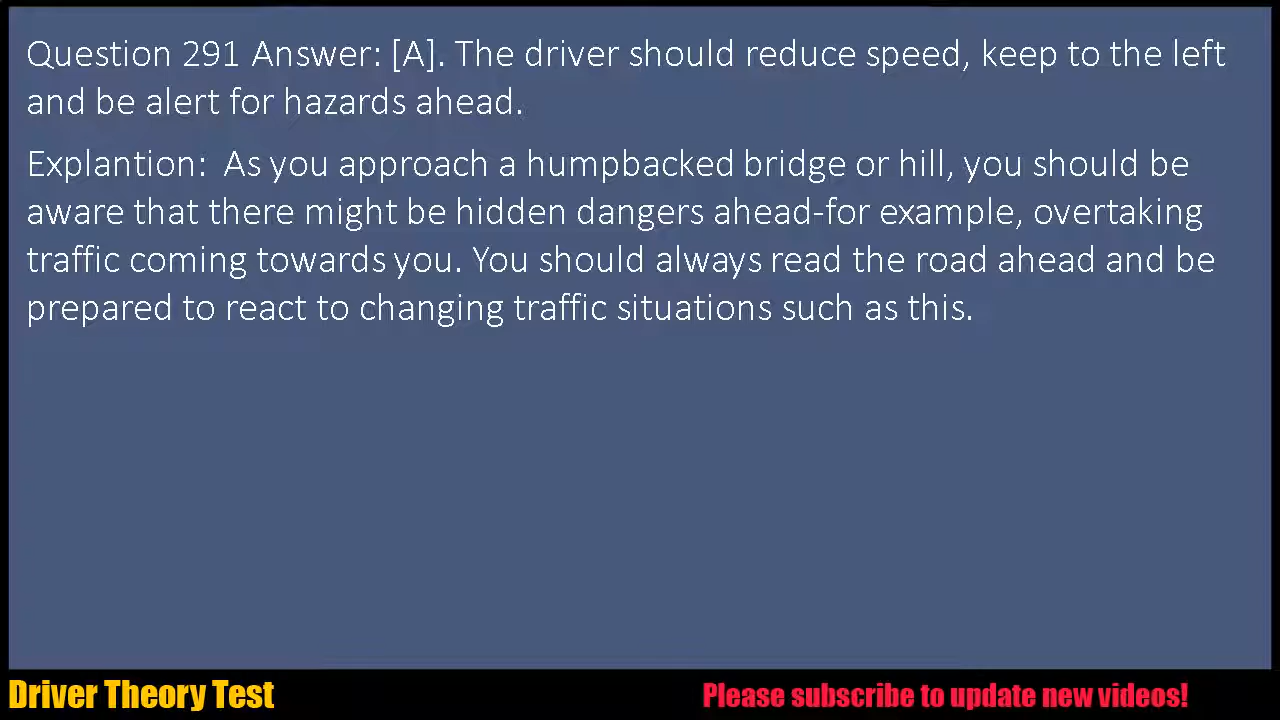 Question 291 Answer: [A]. The driver should reduce speed, keep to the left
and be alert for hazards ahead.
Explantion:  As you approach a humpbacked bridge or hill, you should be
aware that there might be hidden dangers ahead-for example, overtaking
traffic coming towards you. You should always read the road ahead and be
prepared to react to changing traffic situations such as this.
Driver Theory Test
Please subscribe to update new videos!